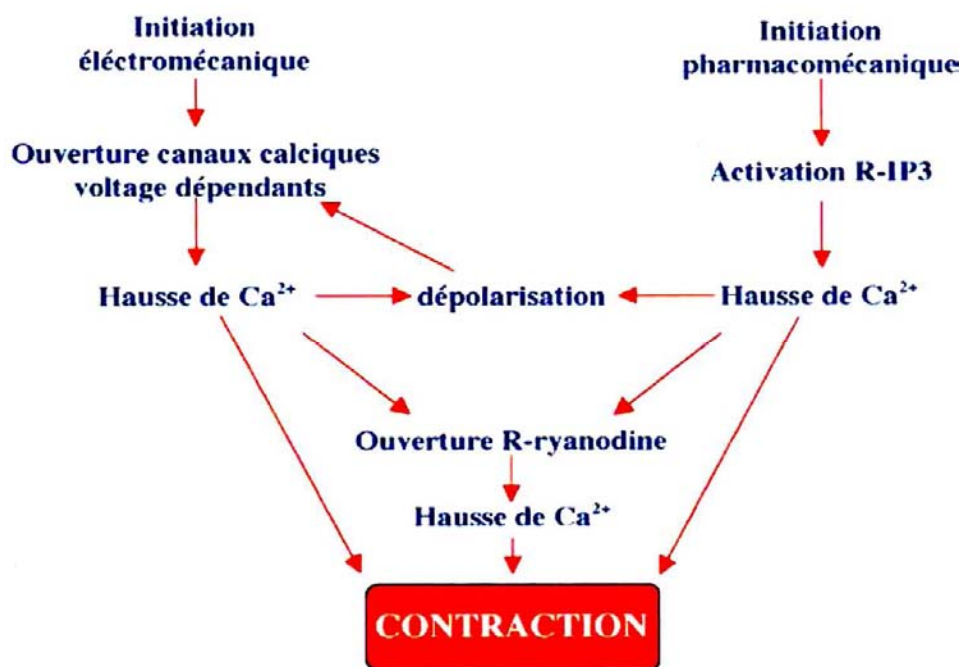 Initiation
éléctromécanique
Initiation
pharmacomécanique
Ouverture canaux calciques
voltage dépendants
Activation R-IP3
Hausse de Ca²⁺
dépolarisation
Hausse de Ca²⁺
Ouverture R-ryanodine
Hausse de Ca²⁺
CONTRACTION